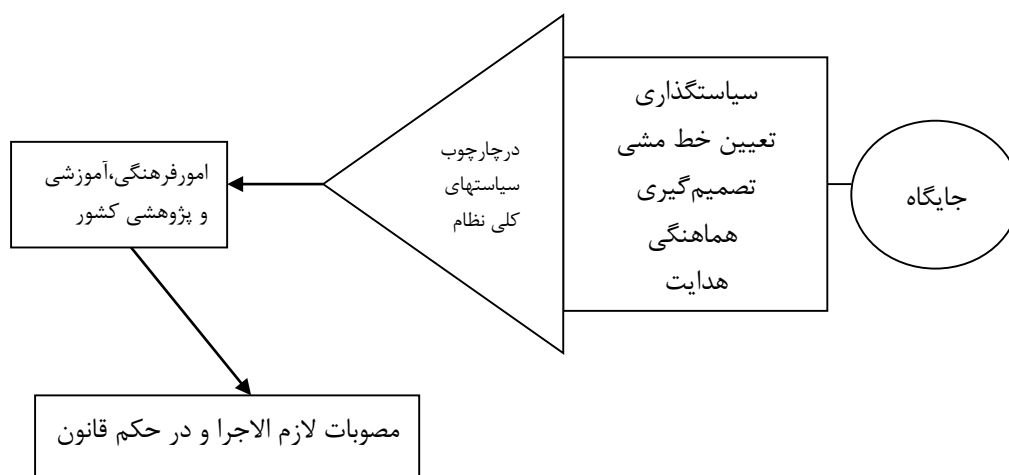 جایگاه
سیاستگذاری
تعیین خط مشی
تصمیم‌گیری
هماهنگی
هدایت
درچارچوب
سیاستهای
کلی نظام
امورفرهنگی،آموزشی
و پژوهشی کشور
مصوبات لازم الاجرا و در حکم قانون